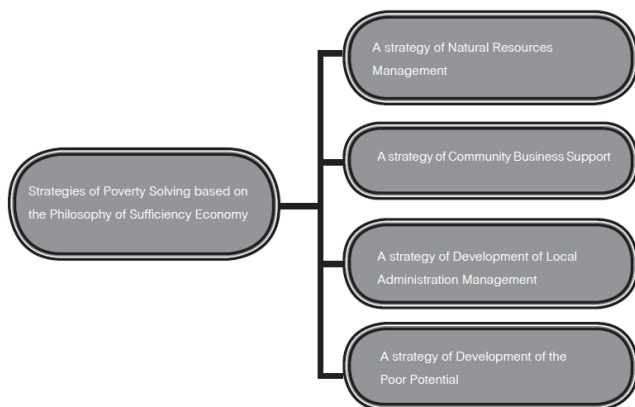 Strategies of Poverty Solving based on
the Philosophy of Sufficiency Economy
A strategy of Natural Resources
Management
A strategy of Community Business Support
A strategy of Development of Local
Administration Management
A strategy of Development of the
Poor Potential